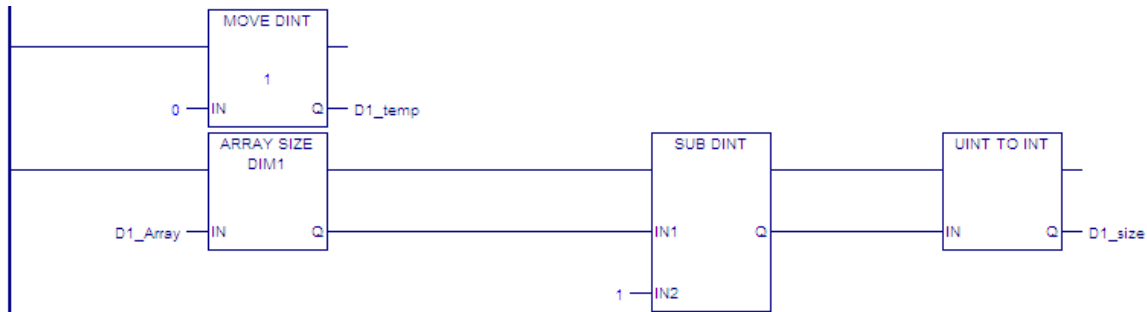 MOVE DINT
1
0 IN Q D1_temp
ARRAY SIZE DIM1 SUB DINT UINT TO INT
D1_Array IN Q IN1 Q IN Q D1_size
1 IN2